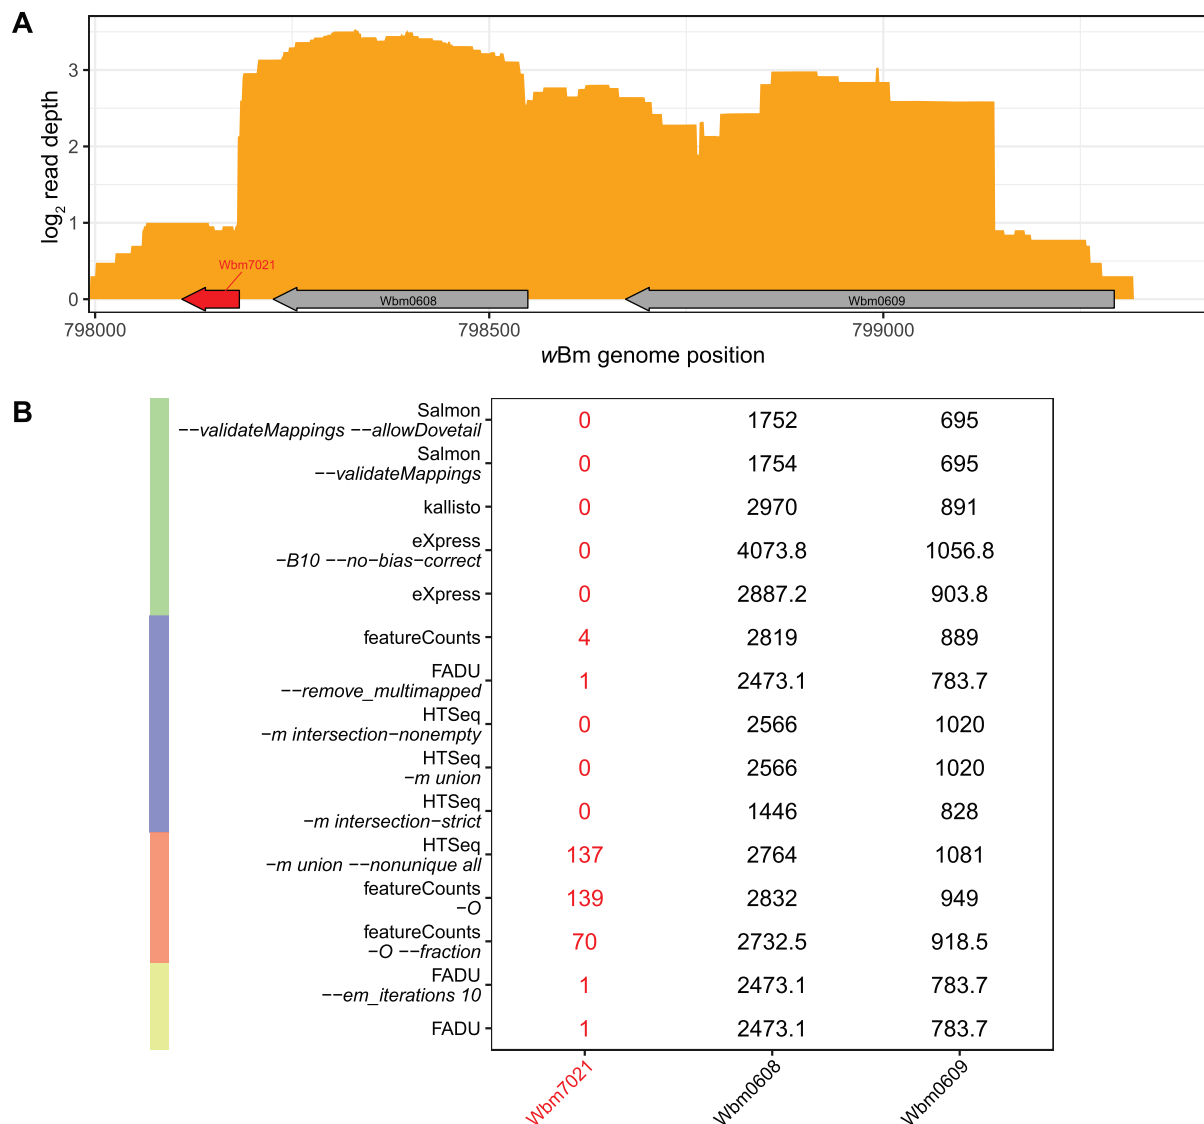 A
log2 read depth
3
2
1
0
Wbm7021
Wbm0608
Wbm0609
798000
798500
799000
wBm genome position
B
Salmon
−−validateMappings −−allowDovetail
0 1752 695
Salmon
−−validateMappings
0 1754 695
kallisto 0 2970 891
eXpress
−B10 −−no−bias−correct
0 4073.8 1056.8
eXpress 0 2887.2 903.8
featureCounts 4 2819 889
FADU
−−remove_multimapped
1 2473.1 783.7
HTSeq
−m intersection−nonempty
0 2566 1020
HTSeq
−m union
0 2566 1020
HTSeq
−m intersection−strict
0 1446 828
HTSeq
−m union −−nonunique all
137 2764 1081
featureCounts
−O
139 2832 949
featureCounts
−O −−fraction
70 2732.5 918.5
FADU
−−em_iterations 10
1 2473.1 783.7
FADU 1 2473.1 783.7
Wbm7021
Wbm0608
Wbm0609